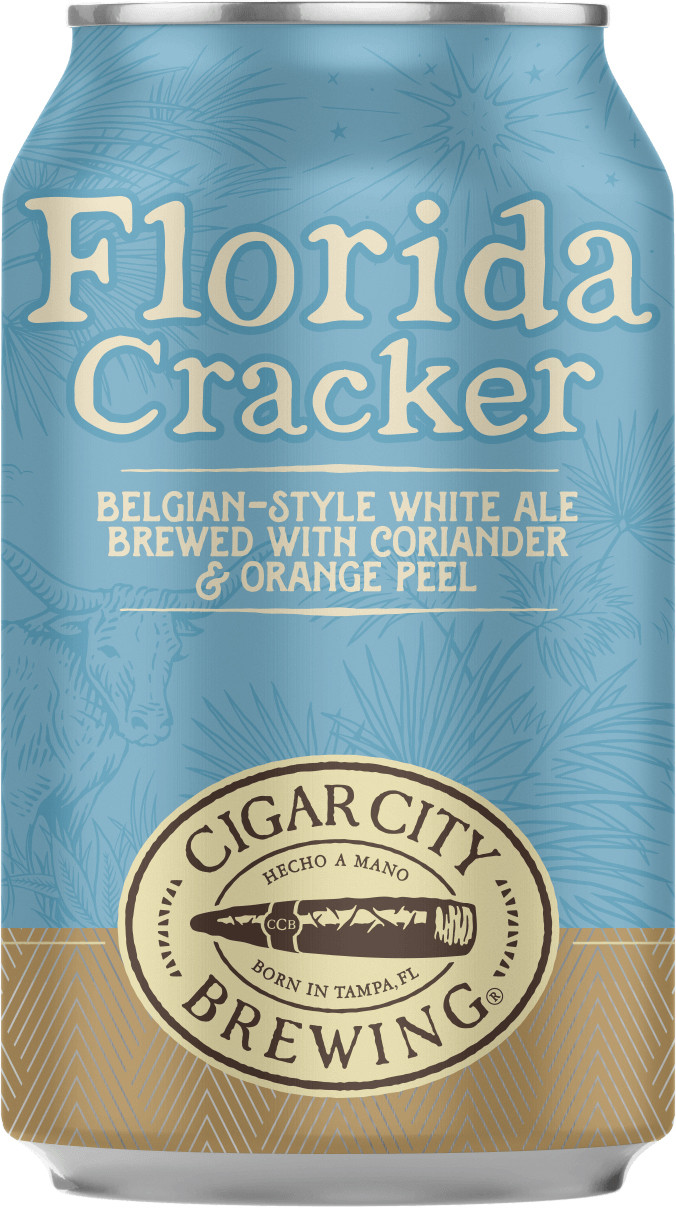 Florida
Cracker
BELGIAN-STYLE WHITE ALE
BREWED WITH CORIANDER
& ORANGE PEEL
CIGAR CITY
HECHO A MANO
CCB
BORN IN TAMPA, FL
BREWING®